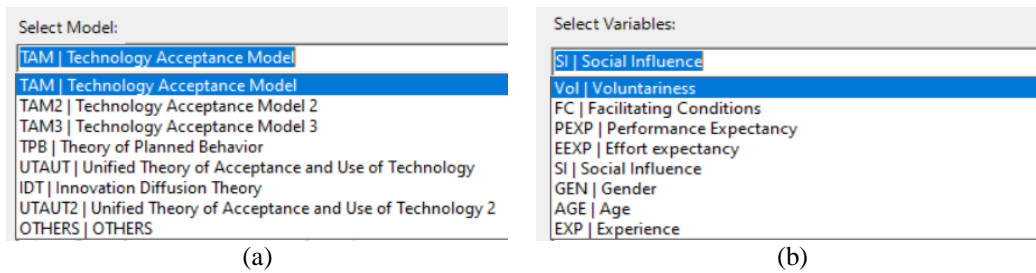 Select Model:
TAM | Technology Acceptance Model
TAM | Technology Acceptance Model
TAM2 | Technology Acceptance Model 2
TAM3 | Technology Acceptance Model 3
TPB | Theory of Planned Behavior
UTAUT | Unified Theory of Acceptance and Use of Technology
IDT | Innovation Diffusion Theory
UTAUT2 | Unified Theory of Acceptance and Use of Technology 2
OTHERS | OTHERS
(a)
Select Variables:
SI | Social Influence
Vol | Voluntariness
FC | Facilitating Conditions
PEXP | Performance Expectancy
EEXP | Effort expectancy
SI | Social Influence
GEN | Gender
AGE | Age
EXP | Experience
(b)